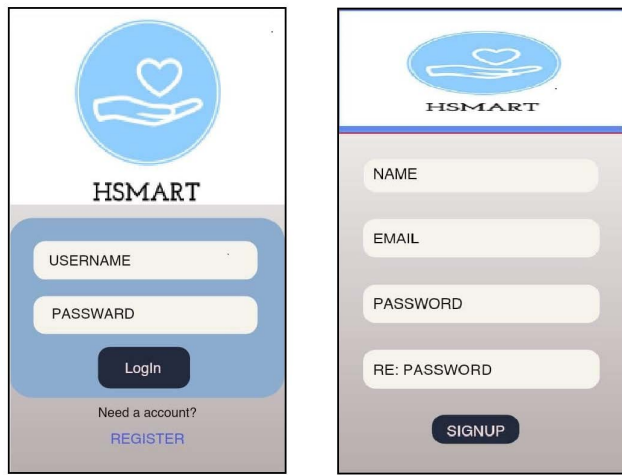 HSMART
USERNAME
PASSWARD
LogIn
Need a account?
REGISTER
HSMART
NAME
EMAIL
PASSWORD
RE: PASSWORD
SIGNUP